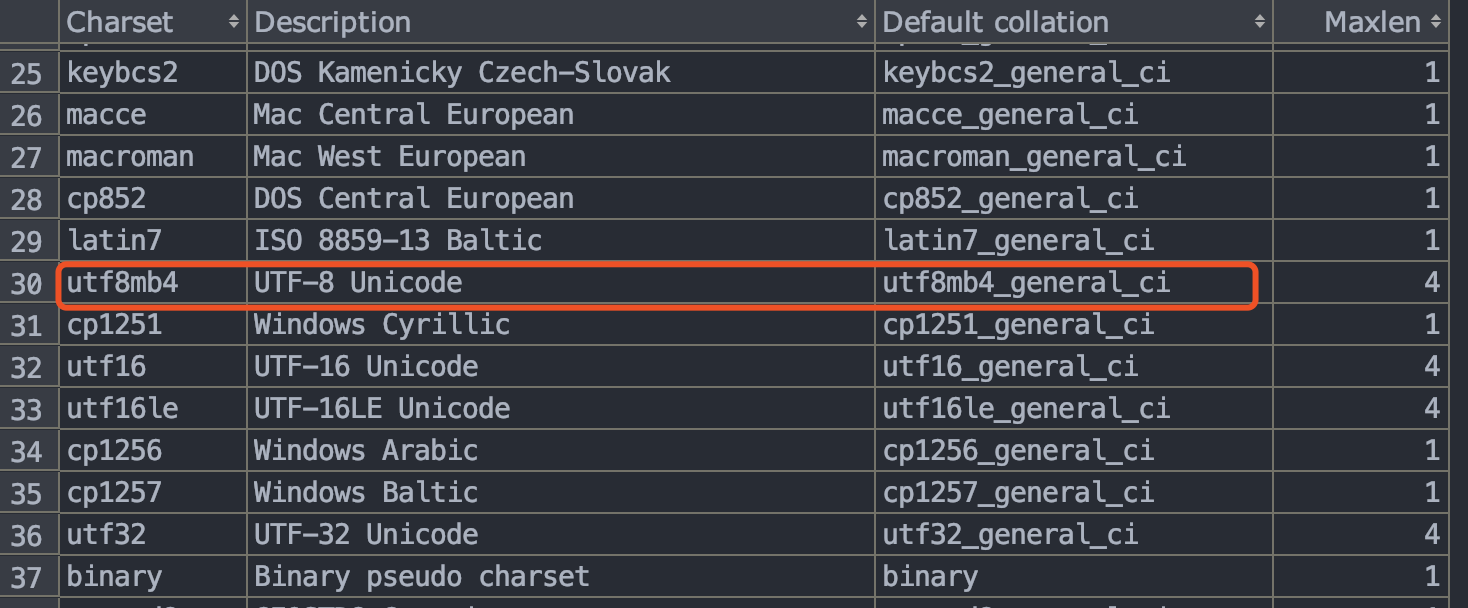 Charset Description Default collation Maxlen
25 keybcs2 DOS Kamenicky Czech-Slovak keybcs2_general_ci 1
26 macce Mac Central European macce_general_ci 1
27 macroman Mac West European macroman_general_ci 1
28 cp852 DOS Central European cp852_general_ci 1
29 latin7 ISO 8859-13 Baltic latin7_general_ci 1
30 utf8mb4 UTF-8 Unicode utf8mb4_general_ci 4
31 cp1251 Windows Cyrillic cp1251_general_ci 1
32 utf16 UTF-16 Unicode utf16_general_ci 4
33 utf16le UTF-16LE Unicode utf16le_general_ci 4
34 cp1256 Windows Arabic cp1256_general_ci 1
35 cp1257 Windows Baltic cp1257_general_ci 1
36 utf32 UTF-32 Unicode utf32_general_ci 4
37 binary Binary pseudo charset binary 1